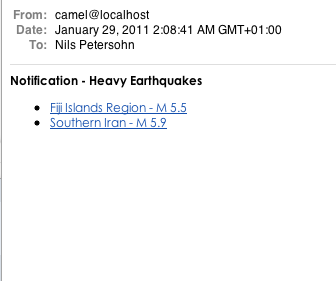 From: camel@localhost
Date: January 29, 2011 2:08:41 AM GMT+01:00
To: Nils Petersohn
Notification - Heavy Earthquakes
• Fiji Islands Region - M 5.5
• Southern Iran - M 5.9